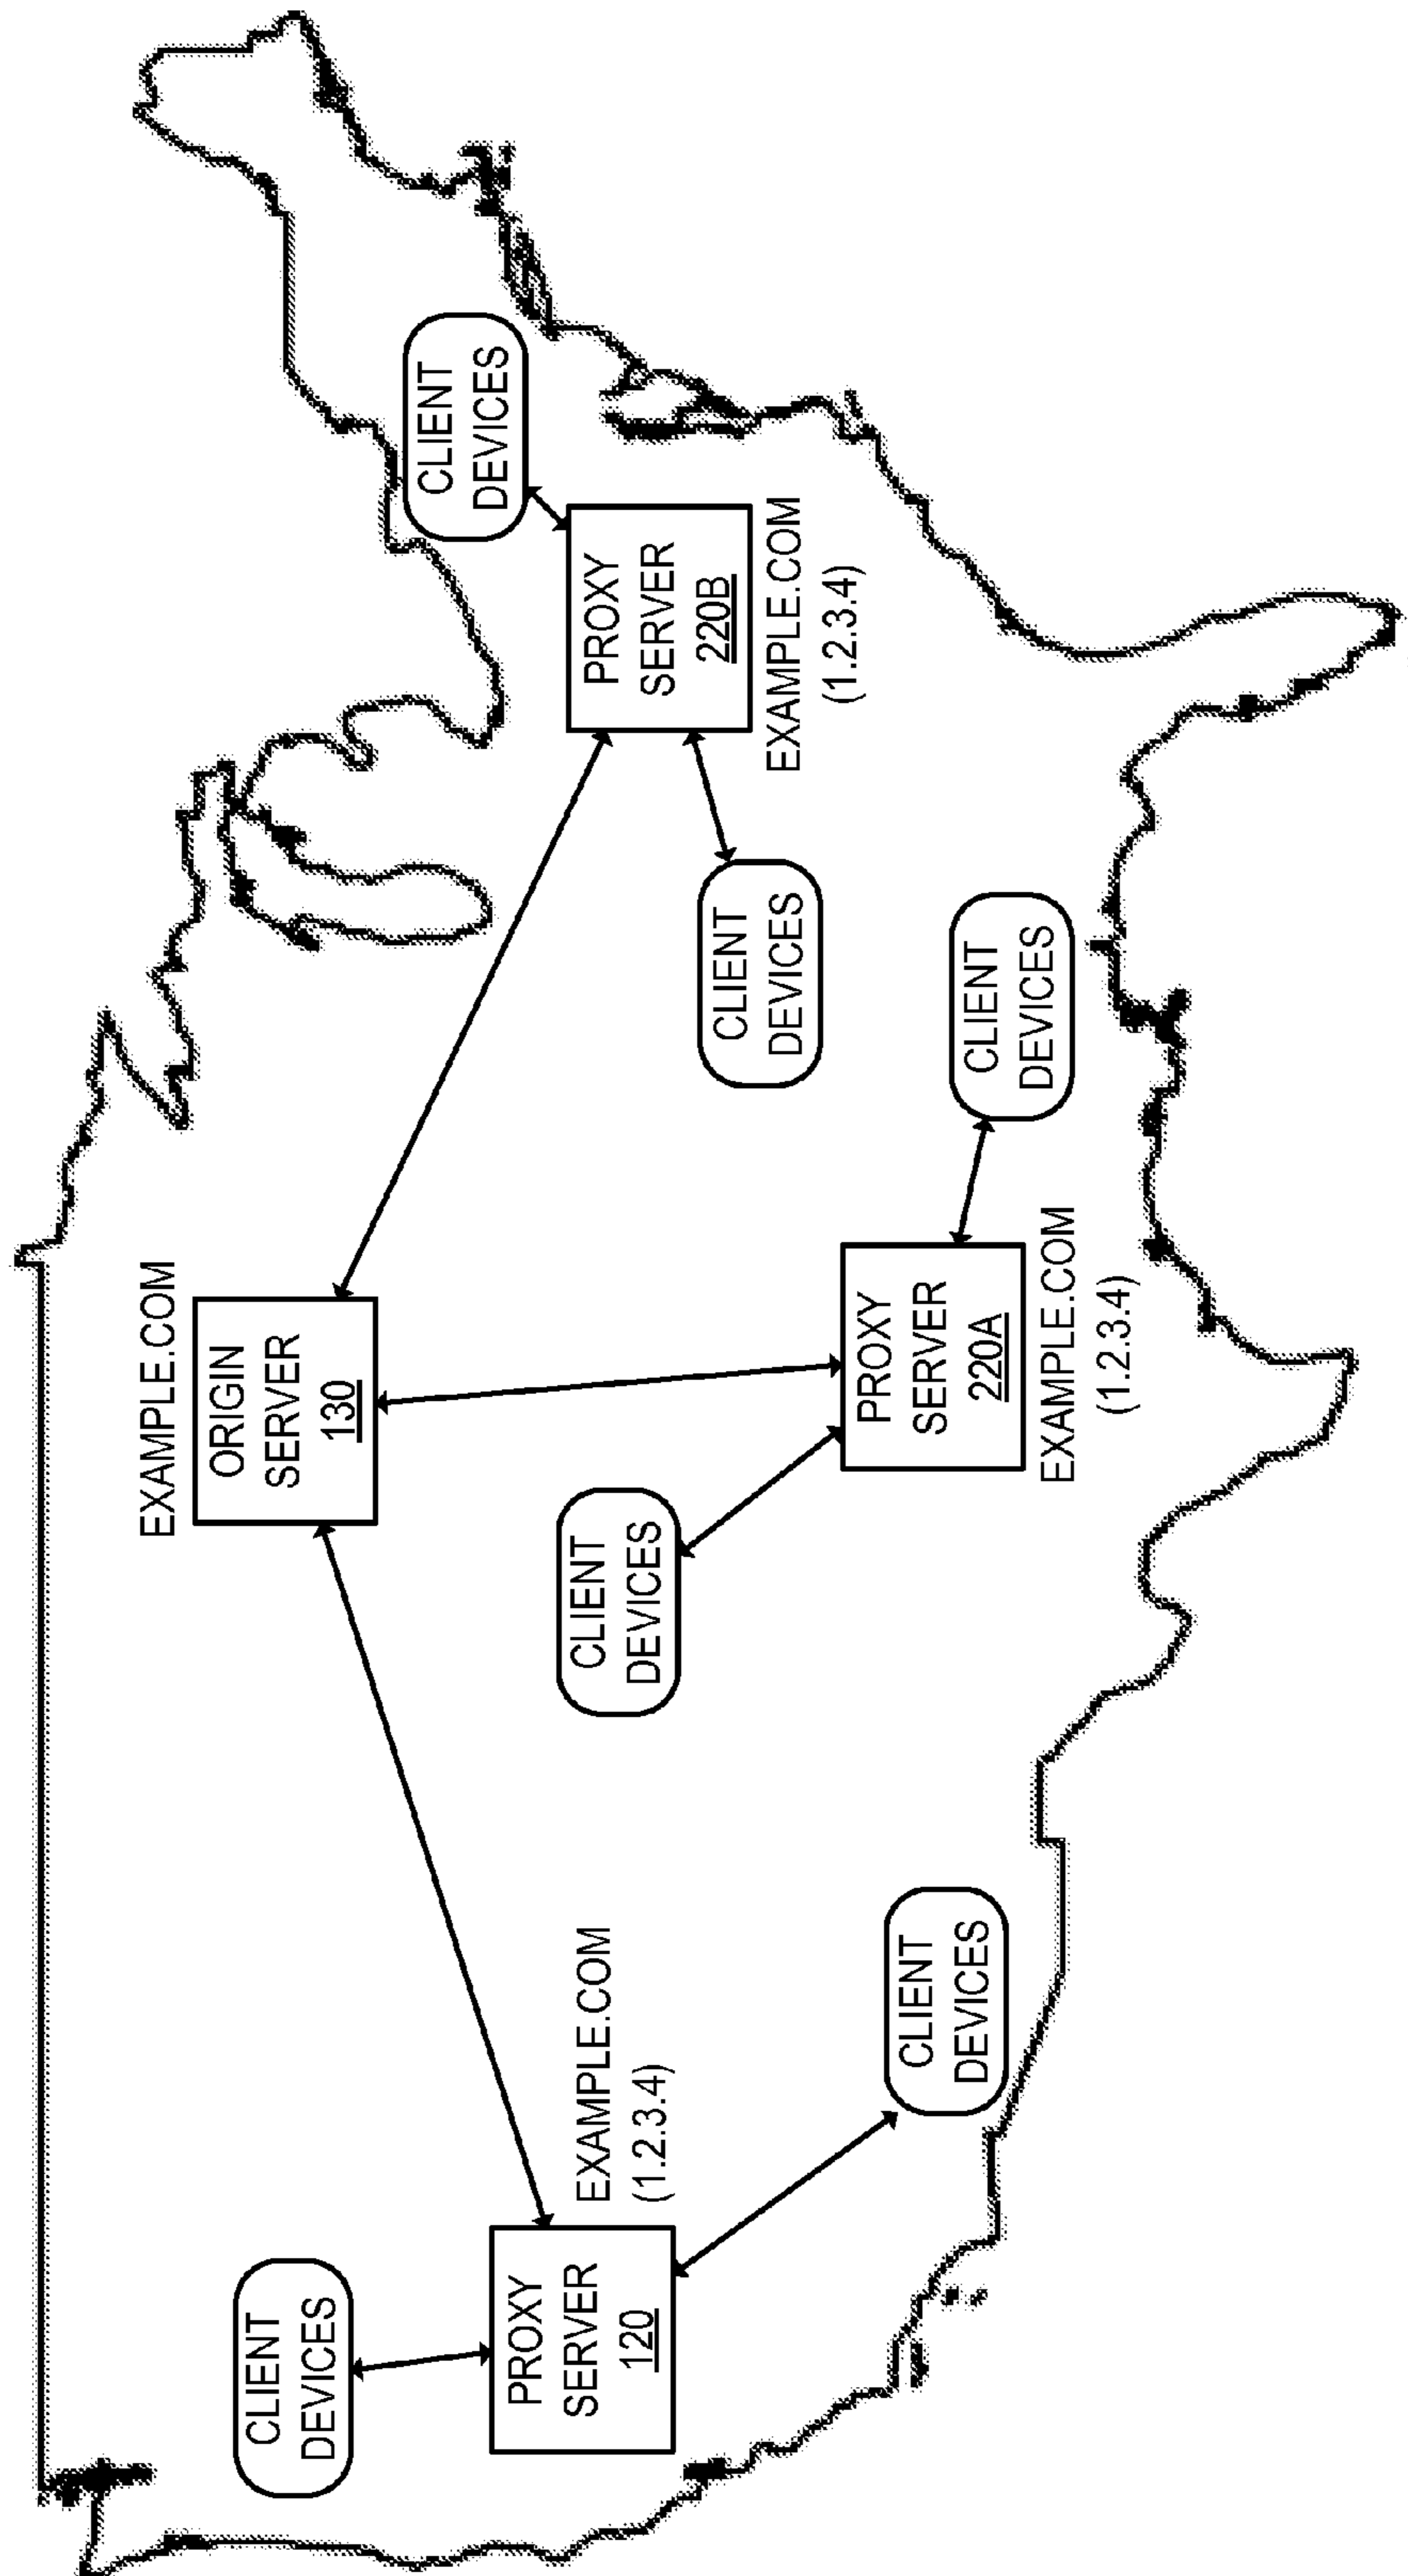 EXAMPLE.COM
ORIGIN
SERVER
130
CLIENT
DEVICES
CLIENT
DEVICES
PROXY
SERVER
120
EXAMPLE.COM
(1.2.3.4)
CLIENT
DEVICES
CLIENT
DEVICES
PROXY
SERVER
220A
EXAMPLE.COM
(1.2.3.4)
CLIENT
DEVICES
CLIENT
DEVICES
PROXY
SERVER
220B
EXAMPLE.COM
(1.2.3.4)